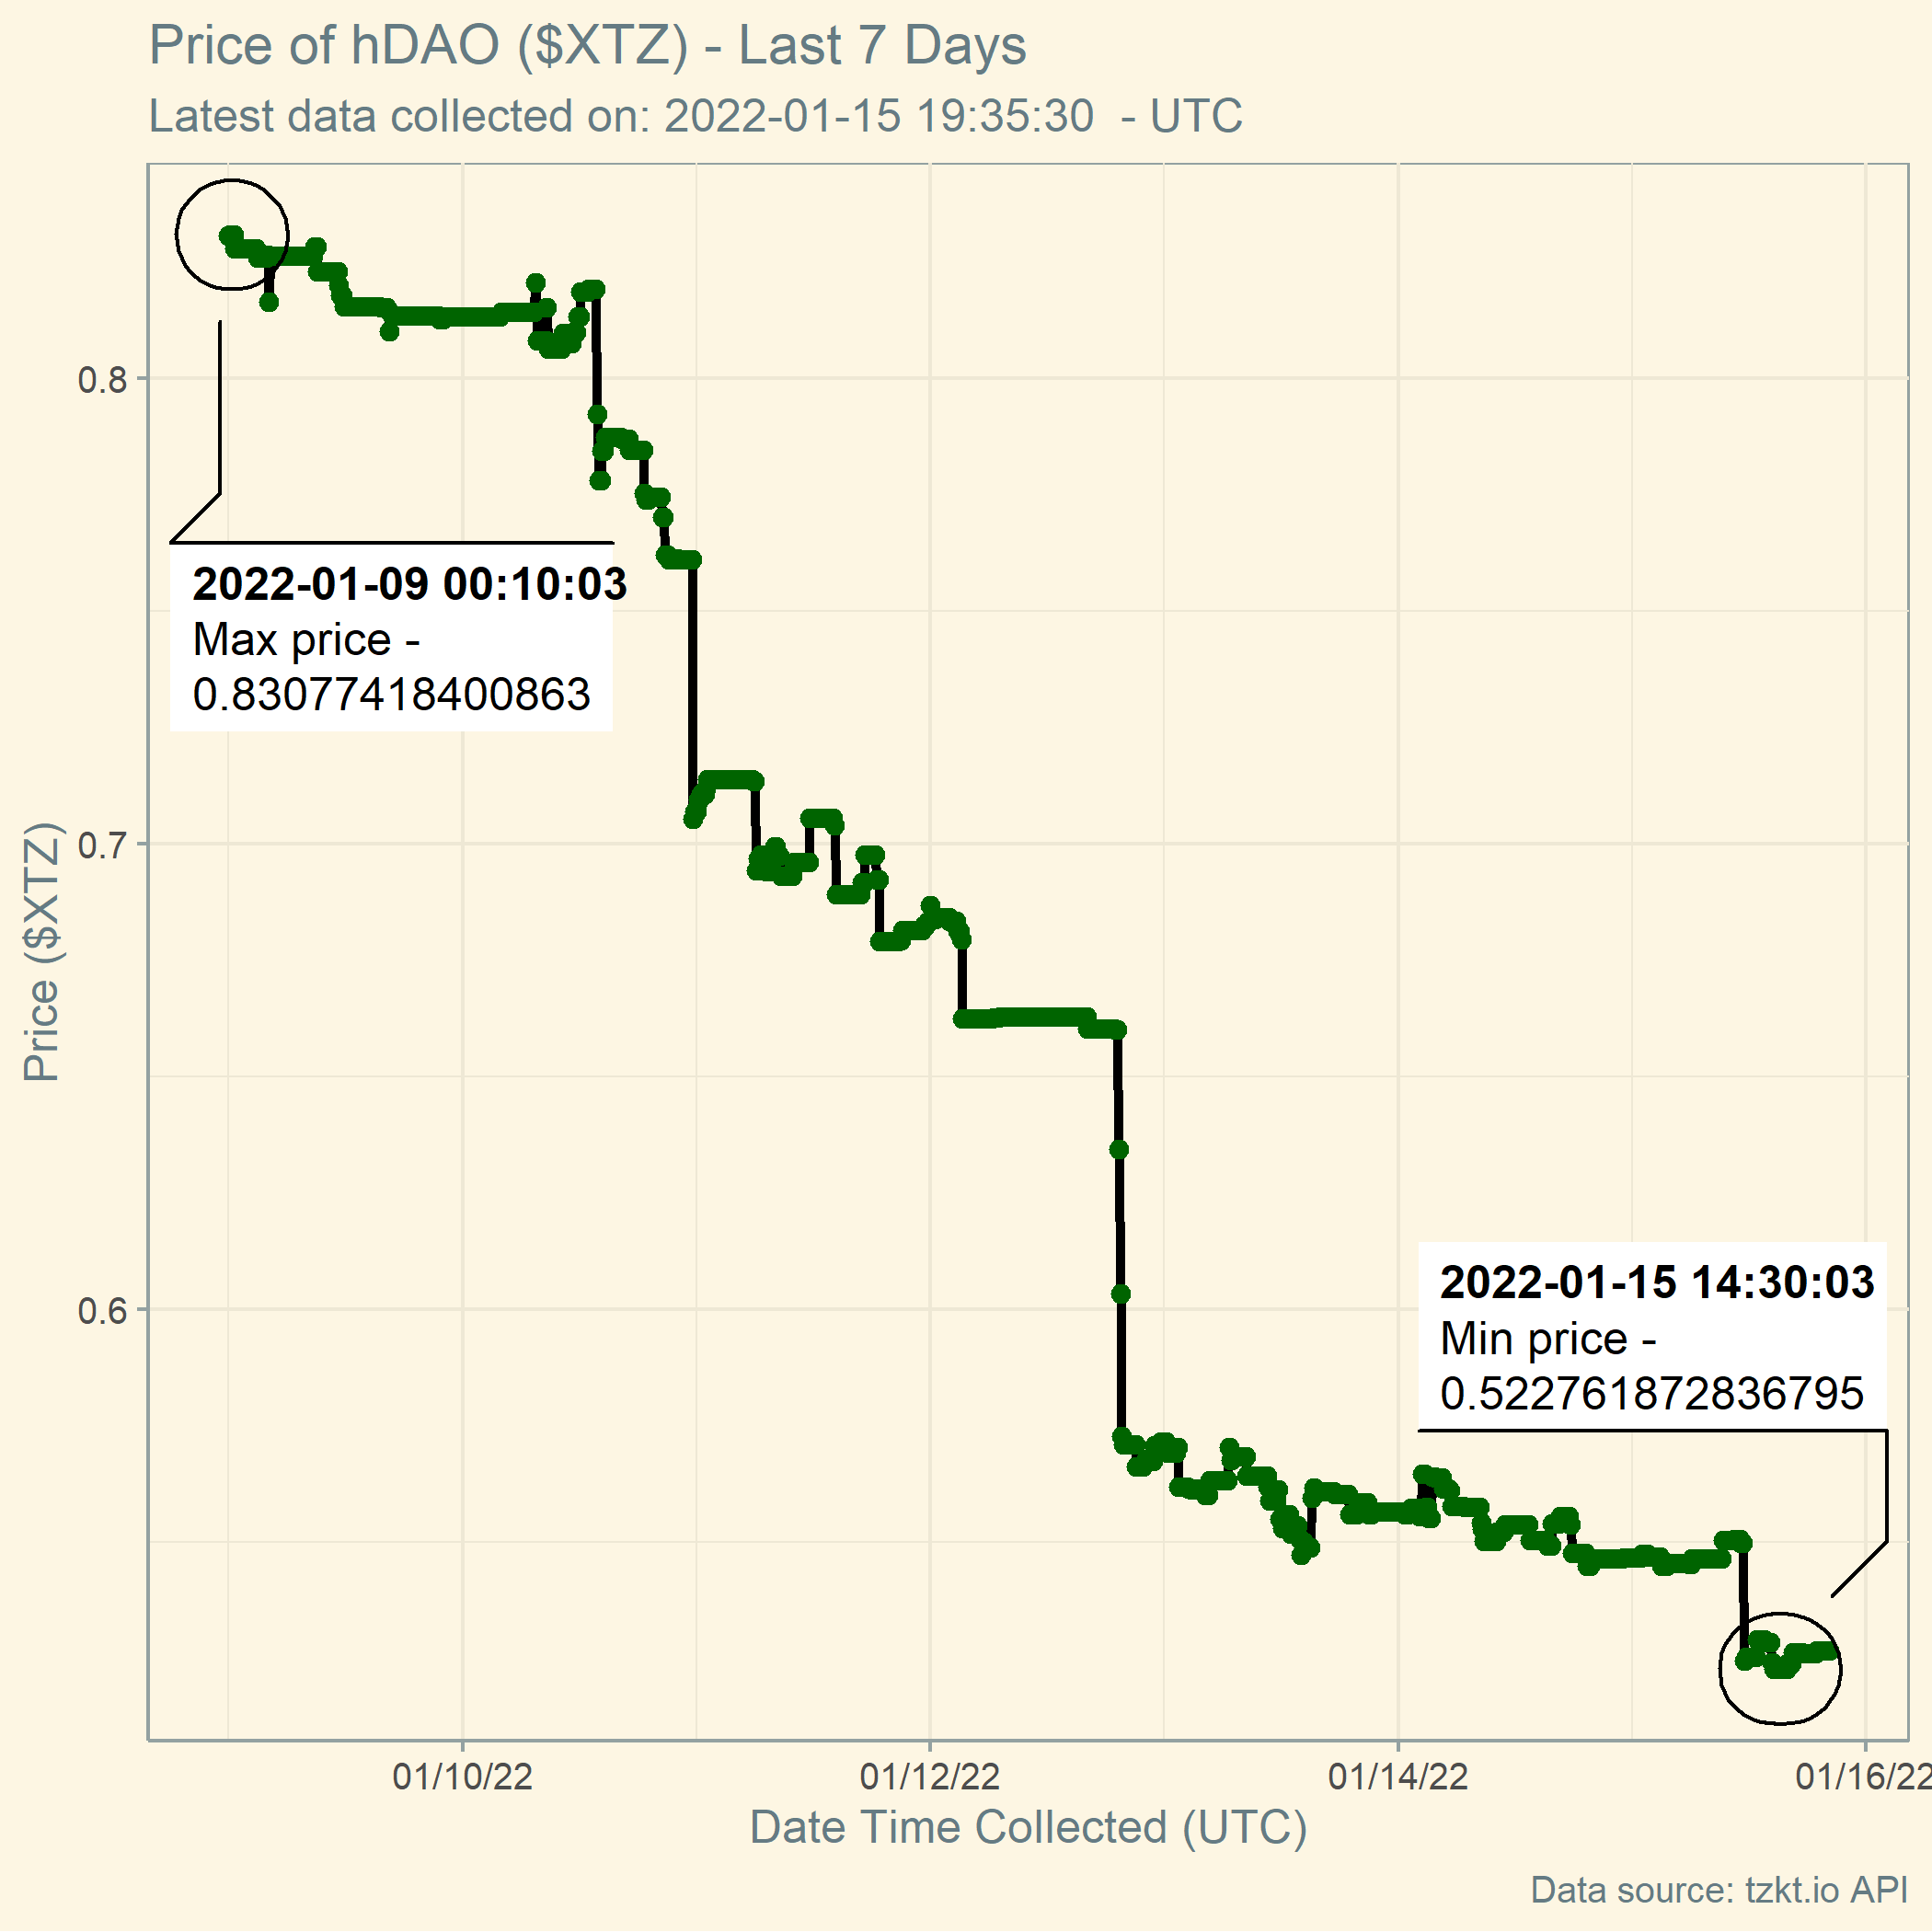 Price of hDAO ($XTZ) - Last 7 Days
Latest data collected on: 2022-01-15 19:35:30  - UTC
Price ($XTZ)
0.8
0.7
0.6
2022-01-09 00:10:03
Max price -
0.83077418400863
2022-01-15 14:30:03
Min price -
0.522761872836795
01/10/22
01/12/22
01/14/22
01/16/22
Date Time Collected (UTC)
Data source: tzkt.io API